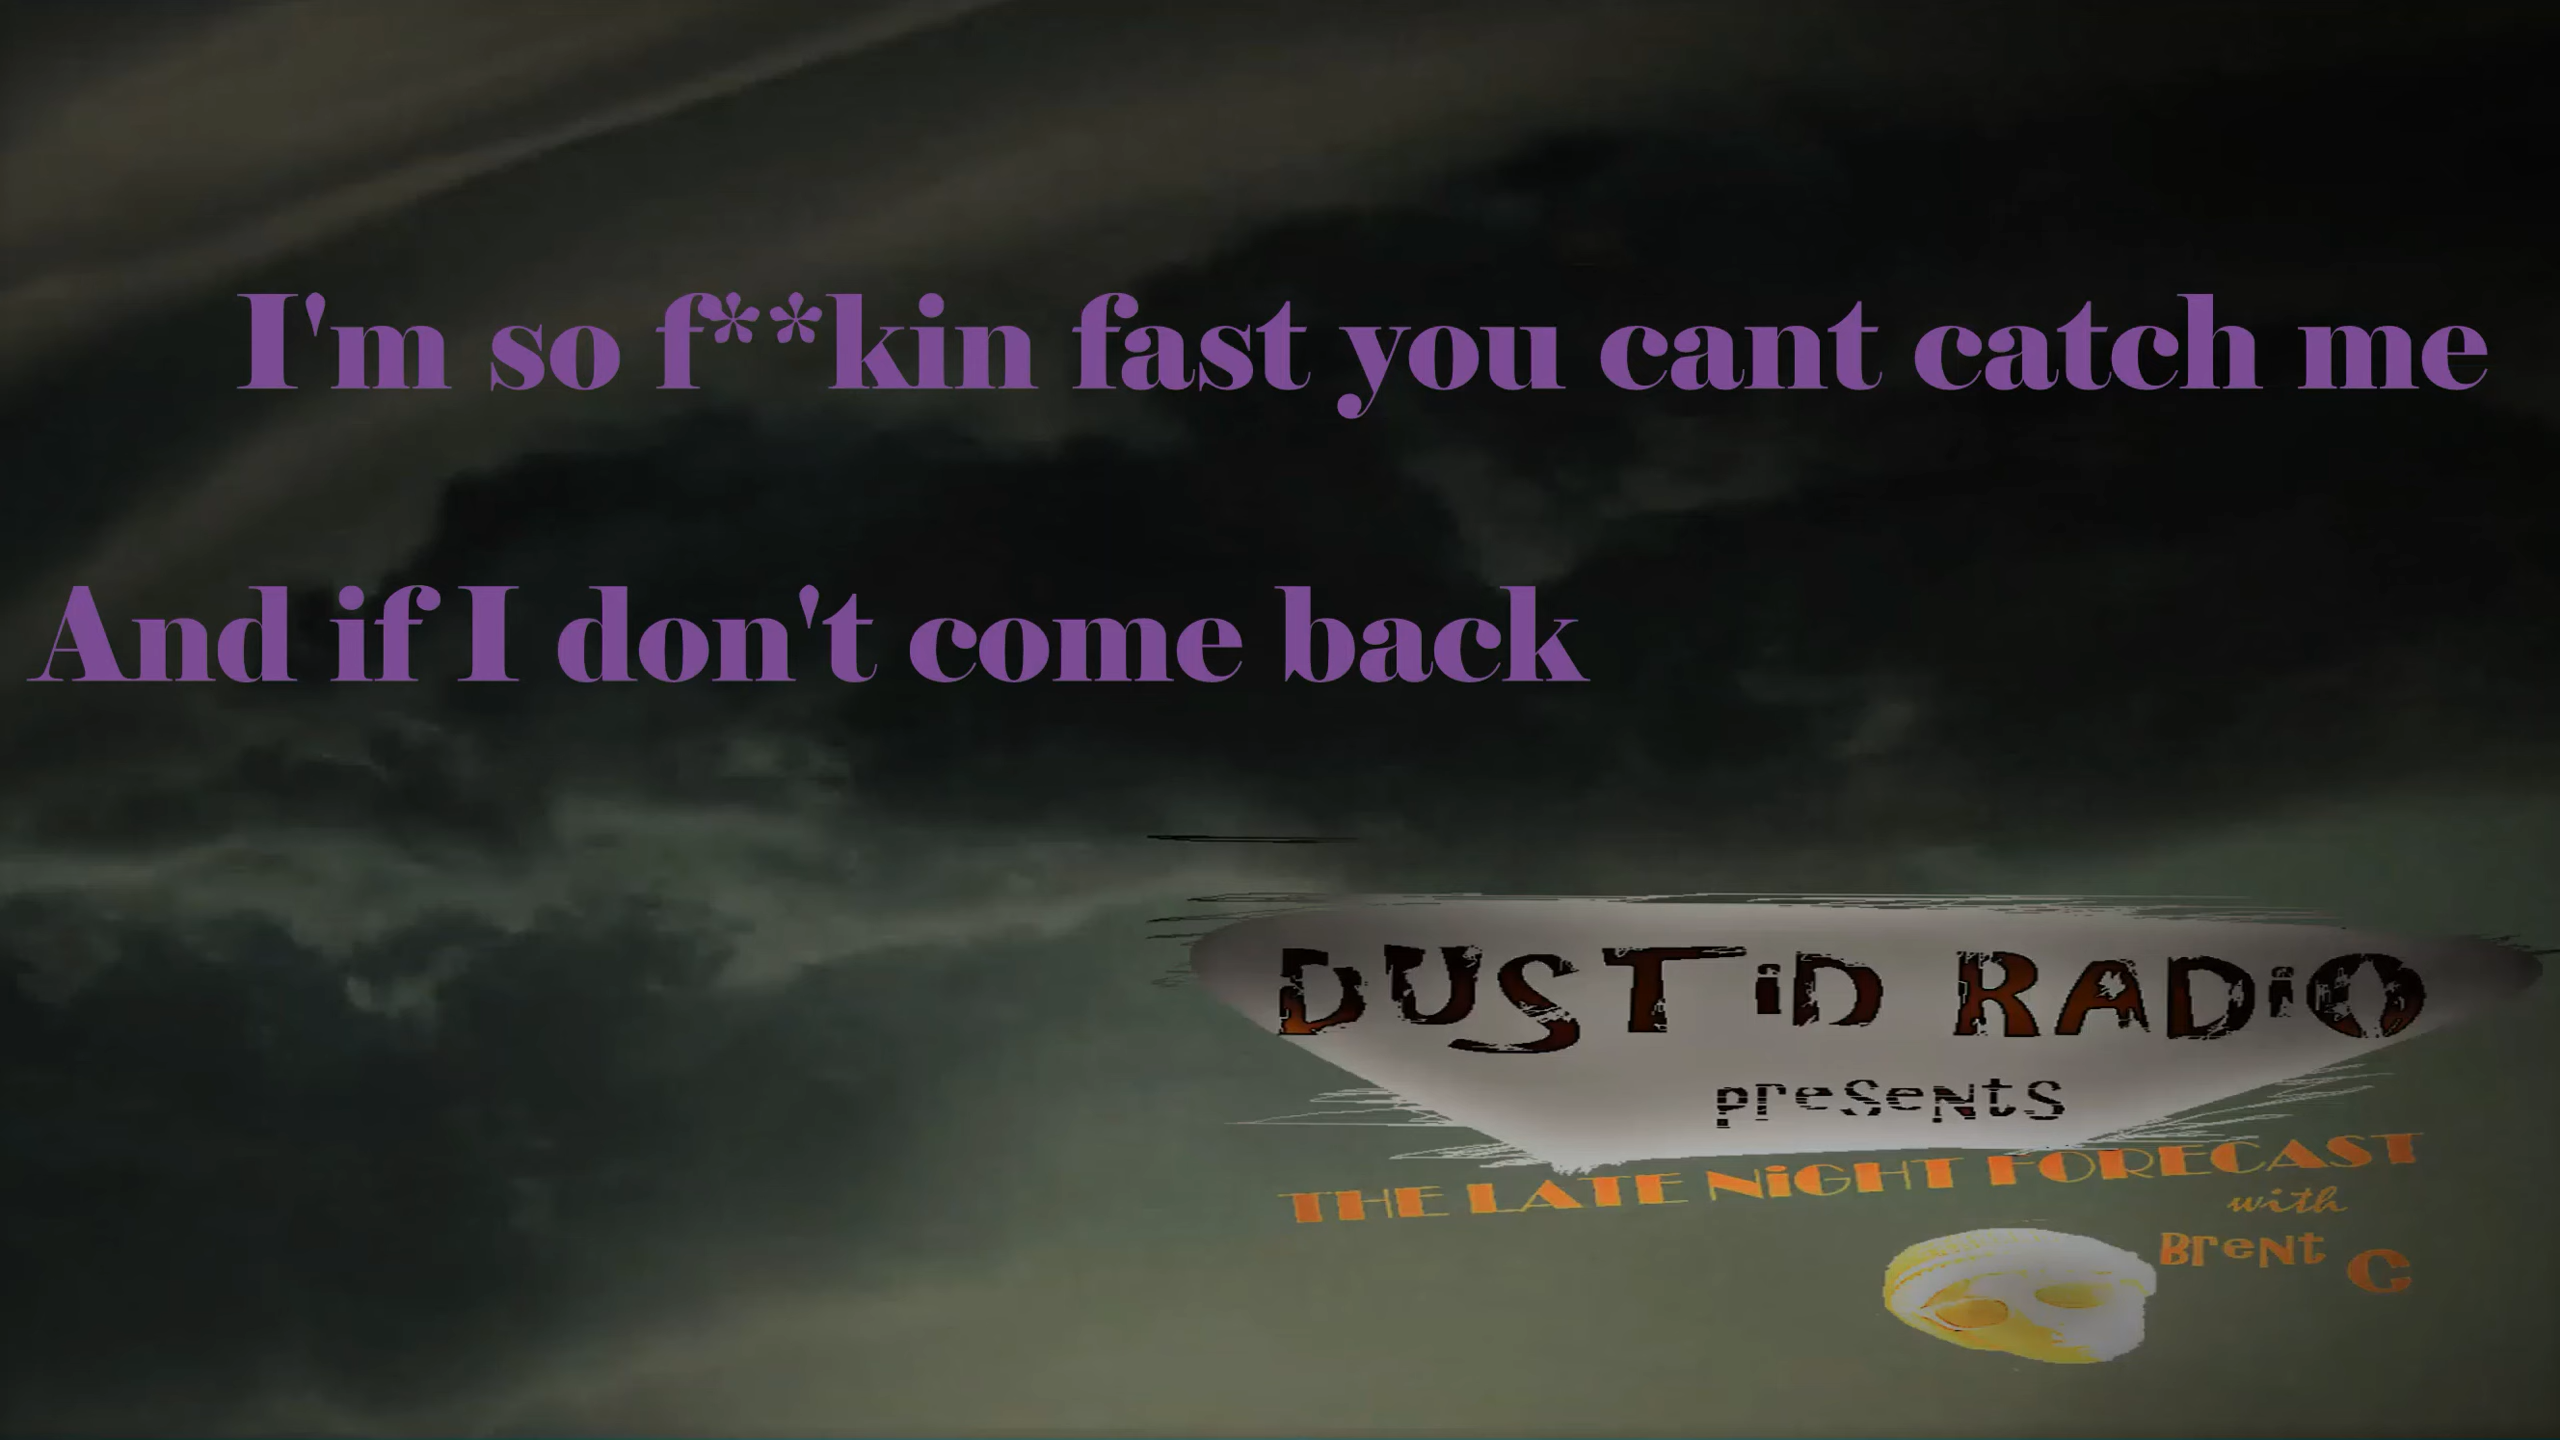 I'm so f**kin fast you cant catch me
And if I don't come back
DUST iD RADiO
preSeNtS
THE LATE NiGHT FORECAST
with
BreNt C